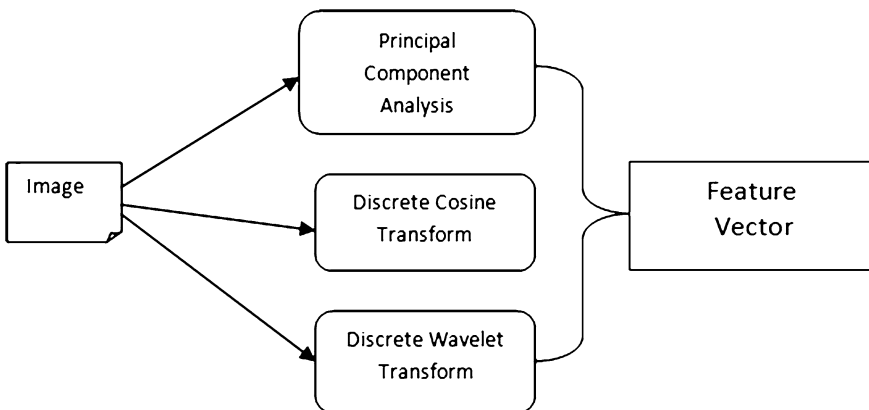 Principal
Component
Analysis
Image
Discrete Cosine
Transform
Feature
Vector
Discrete Wavelet
Transform